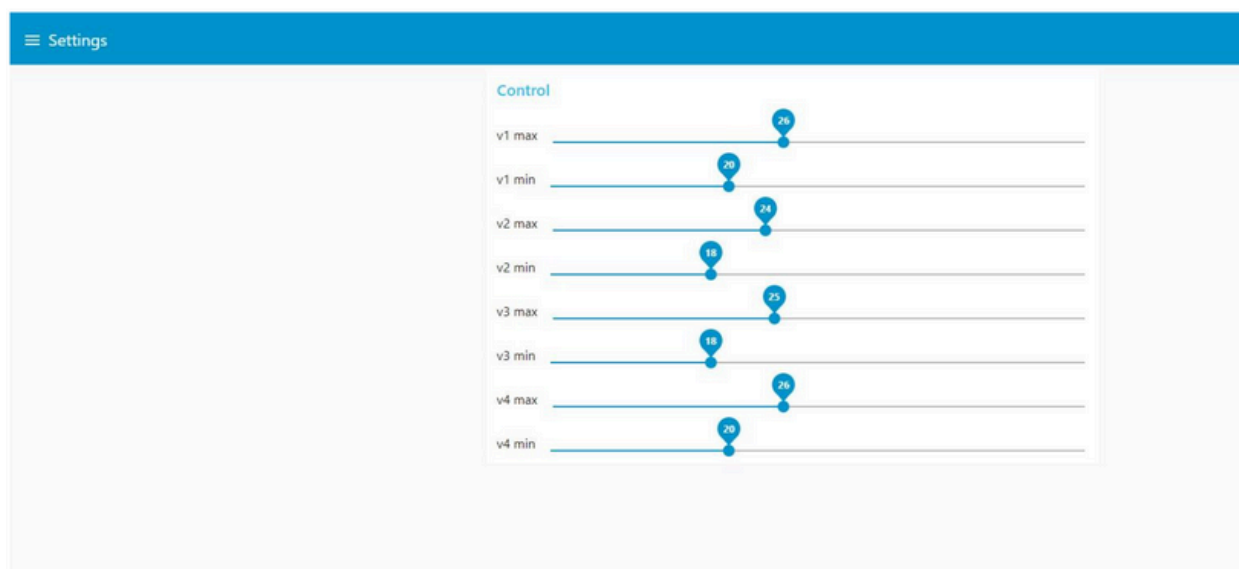 Settings
Control
26
v1 max
20
v1 min
24
v2 max
18
v2 min
25
v3 max
18
v3 min
26
v4 max
20
v4 min